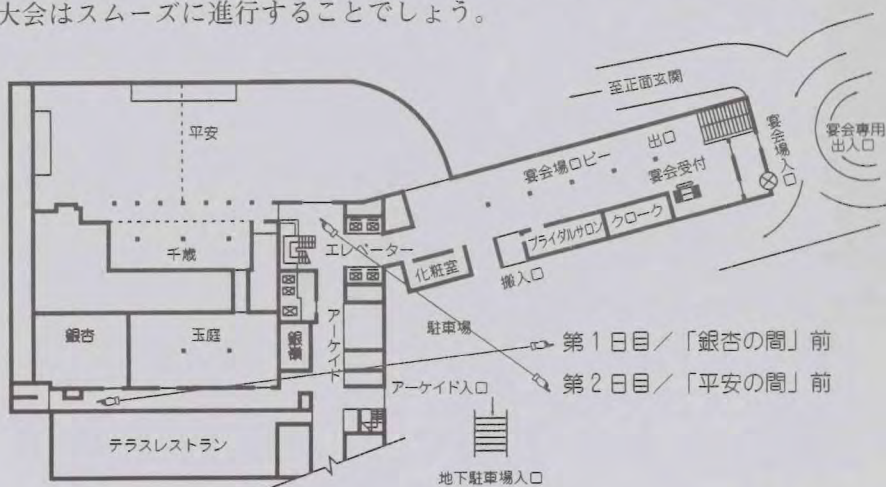 大会はスムーズに進行することでしょう。
至正面玄関
平安
宴会場ロビー
出口
宴会受付
宴会場入口
宴会専用
出入口
千歳
エレベーター
化粧室
ブライダルサロン
クローク
搬入口
銀杏
玉庭
アーケイド
駐車場
第1日目／「銀杏の間」前
アーケイド入口
第2日目／「平安の間」前
テラスレストラン
地下駐車場入口